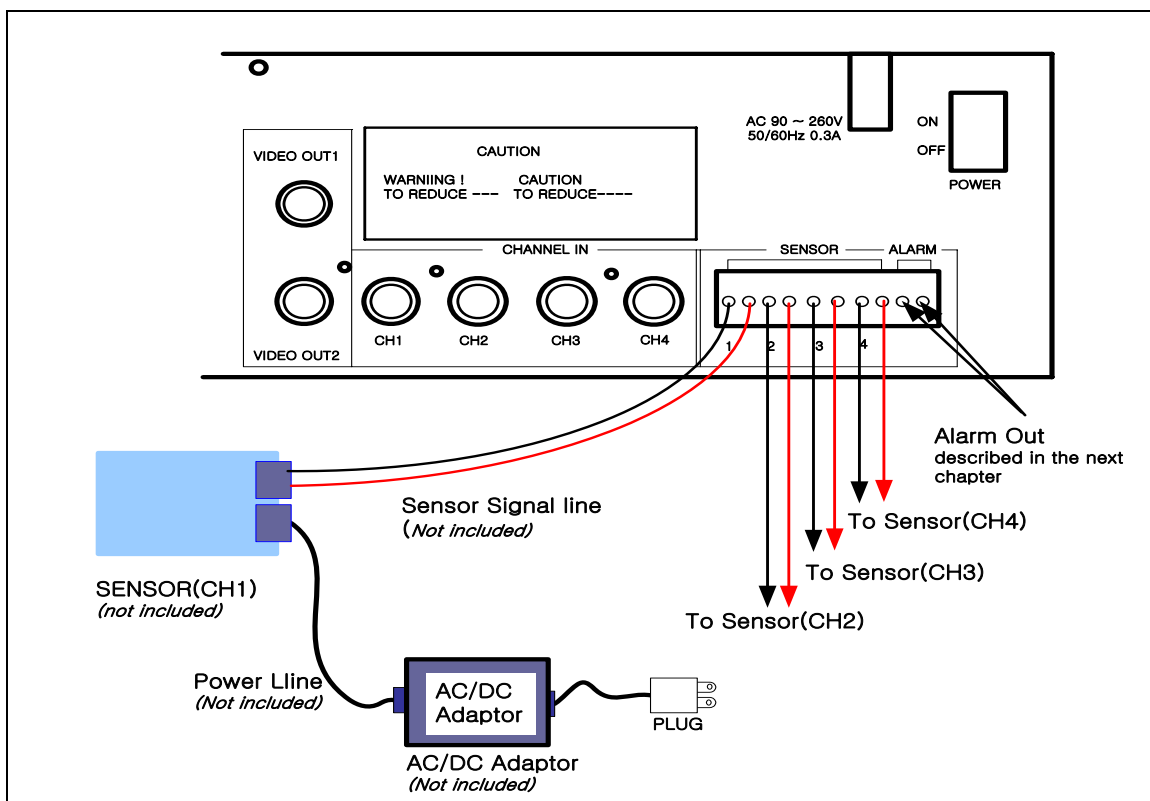 AC 90 ~ 260V
50/60Hz 0.3A
ON
OFF
POWER
VIDEO OUT1
CAUTION
WARNIING !
TO REDUCE ---
CAUTION
TO REDUCE----
CHANNEL IN
SENSOR
ALARM
VIDEO OUT2
CH1
CH2
CH3
CH4
1
2
3
4
Alarm Out
described in the next
chapter
Sensor Signal line
(Not included)
To Sensor(CH4)
To Sensor(CH3)
To Sensor(CH2)
SENSOR(CH1)
(not included)
Power Lline
(Not included)
AC/DC
Adaptor
PLUG
AC/DC Adaptor
(Not included)